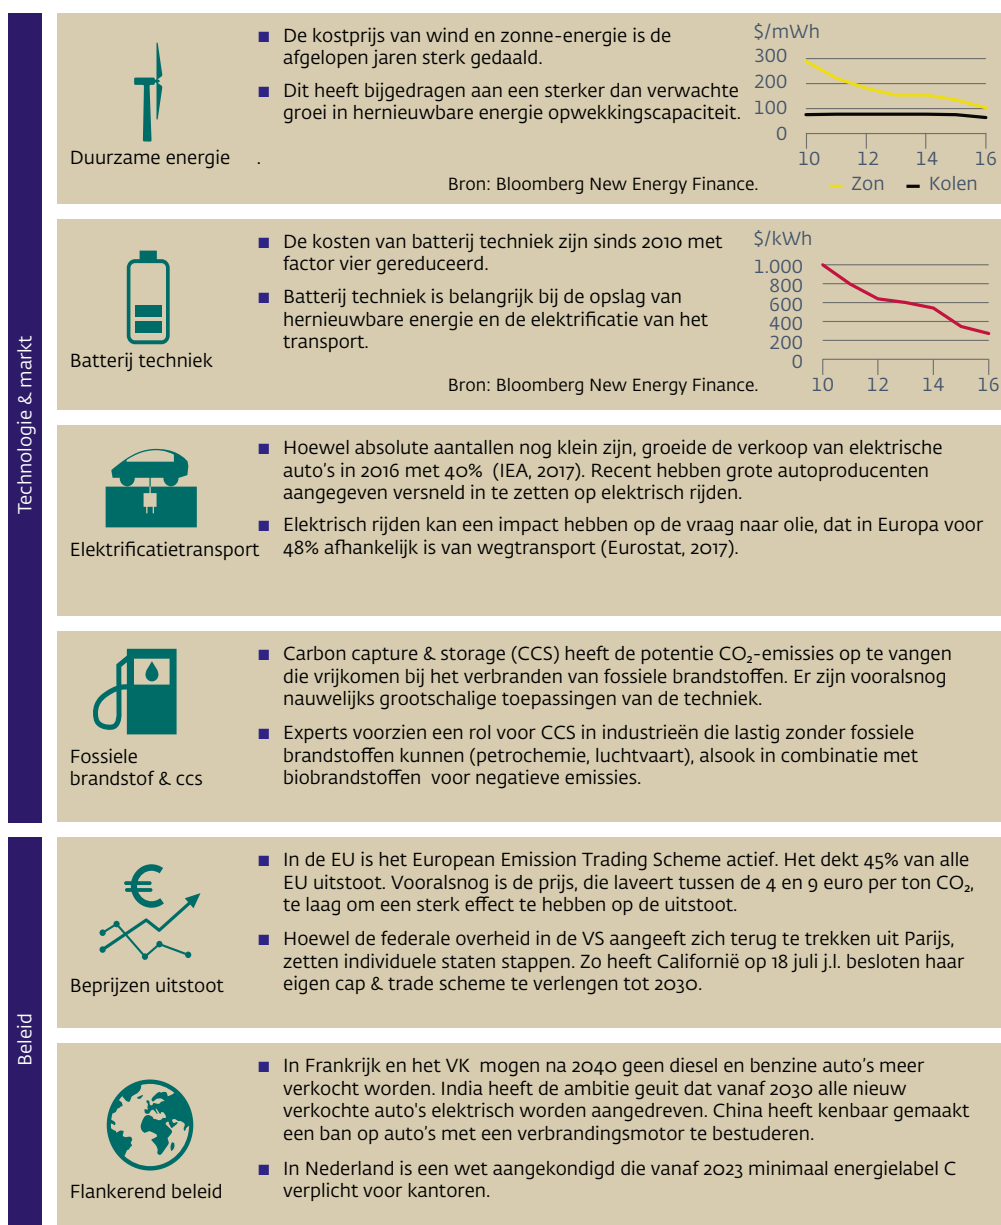 Technologie & markt
Duurzame energie
.
■ De kostprijs van wind en zonne-energie is de
afgelopen jaren sterk gedaald.
■ Dit heeft bijgedragen aan een sterker dan verwachte
groei in hernieuwbare energie opwekkingscapaciteit.
Bron: Bloomberg New Energy Finance.
$/mWh
300
200
100
0
10 12 14 16
Zon Kolen
Batterij techniek
■ De kosten van batterij techniek zijn sinds 2010 met
factor vier gereduceerd.
■ Batterij techniek is belangrijk bij de opslag van
hernieuwbare energie en de elektrificatie van het
transport.
Bron: Bloomberg New Energy Finance.
$/kWh
1.000
800
600
400
200
0
10 12 14 16
Elektrificatietransport
■ Hoewel absolute aantallen nog klein zijn, groeide de verkoop van elektrische
auto's in 2016 met 40% (IEA, 2017). Recent hebben grote autoproducenten
aangegeven versneld in te zetten op elektrisch rijden.
■ Elektrisch rijden kan een impact hebben op de vraag naar olie, dat in Europa voor
48% afhankelijk is van wegtransport (Eurostat, 2017).
Fossiele
brandstof & ccs
■ Carbon capture & storage (CCS) heeft de potentie CO₂-emissies op te vangen
die vrijkomen bij het verbranden van fossiele brandstoffen. Er zijn vooralsnog
nauwelijks grootschalige toepassingen van de techniek.
■ Experts voorzien een rol voor CCS in industrieën die lastig zonder fossiele
brandstoffen kunnen (petrochemie, luchtvaart), alsook in combinatie met
biobrandstoffen voor negatieve emissies.
Beleid
€
Beprijzen uitstoot
■ In de EU is het European Emission Trading Scheme actief. Het dekt 45% van alle
EU uitstoot. Vooralsnog is de prijs, die laveert tussen de 4 en 9 euro per ton CO₂,
te laag om een sterk effect te hebben op de uitstoot.
■ Hoewel de federale overheid in de VS aangeeft zich terug te trekken uit Parijs,
zetten individuele staten stappen. Zo heeft Californië op 18 juli j.l. besloten haar
eigen cap & trade scheme te verlengen tot 2030.
Flankerend beleid
■ In Frankrijk en het VK mogen na 2040 geen diesel en benzine auto's meer
verkocht worden. India heeft de ambitie geuit dat vanaf 2030 alle nieuw
verkochte auto's elektrisch worden aangedreven. China heeft kenbaar gemaakt
een ban op auto's met een verbrandingsmotor te bestuderen.
■ In Nederland is een wet aangekondigd die vanaf 2023 minimaal energielabel C
verplicht voor kantoren.